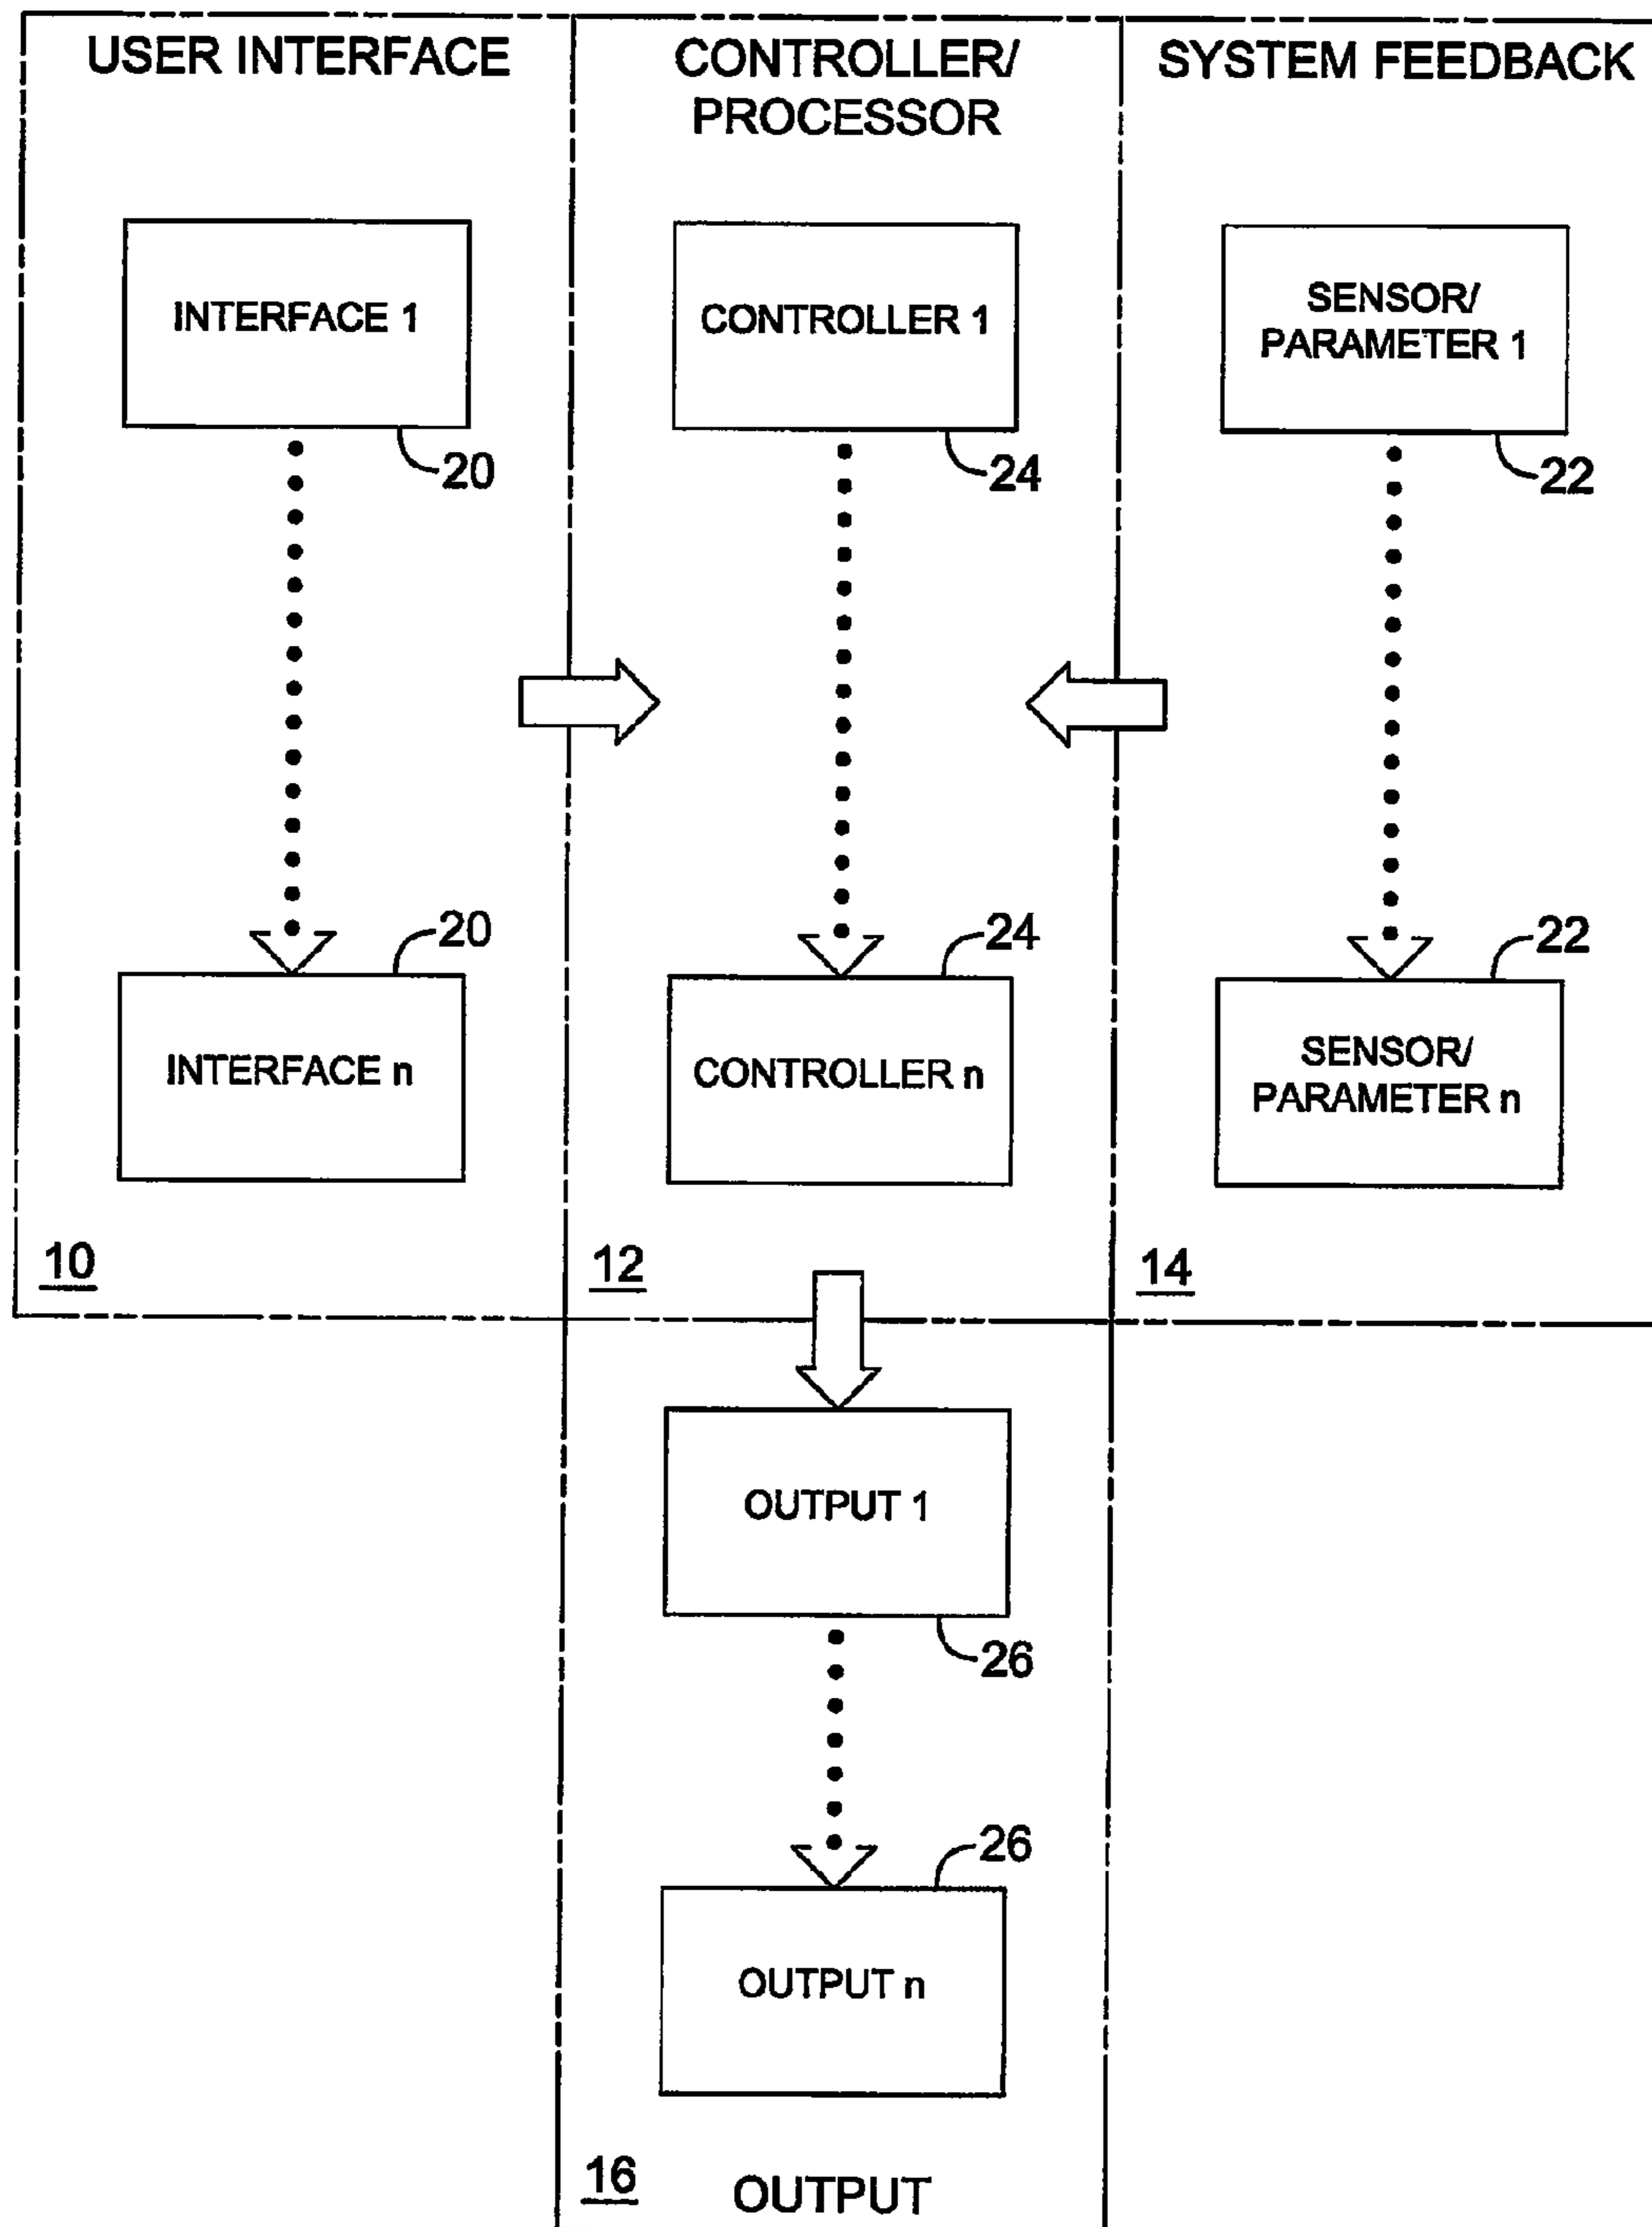 USER INTERFACE
CONTROLLER/
PROCESSOR
SYSTEM FEEDBACK
INTERFACE 1
CONTROLLER 1
SENSOR/
PARAMETER 1
20
24
22
20
24
22
INTERFACE n
CONTROLLER n
SENSOR/
PARAMETER n
10
12
14
OUTPUT 1
26
26
OUTPUT n
16
OUTPUT